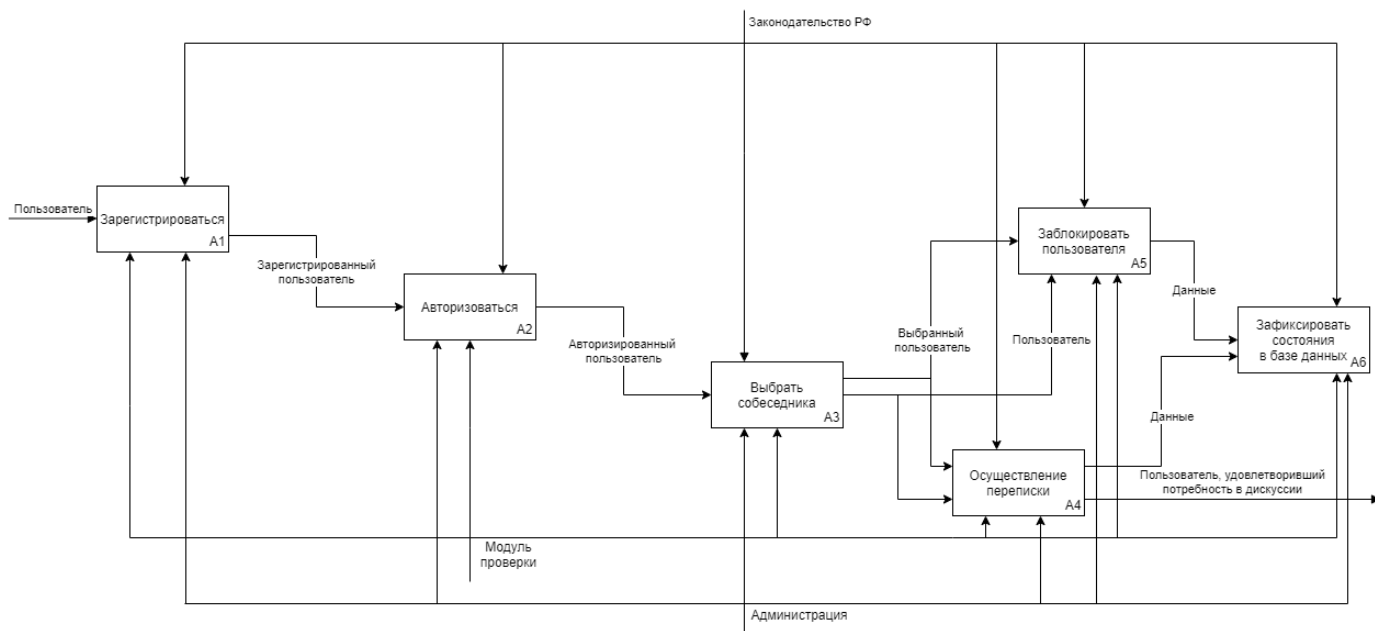 Законодательство РФ
Пользователь
Зарегистрироваться
A1
Зарегистрированный
пользователь
Авторизоваться
A2
Авторизированный
пользователь
Выбрать
собеседника
A3
Выбранный
пользователь
Пользователь
Заблокировать
пользователя
A5
Данные
Зафиксировать
состояния
в базе данных
A6
Данные
Осуществление
переписки
A4
Пользователь, удовлетворивший
потребность в дискуссии
Модуль
проверки
Администрация